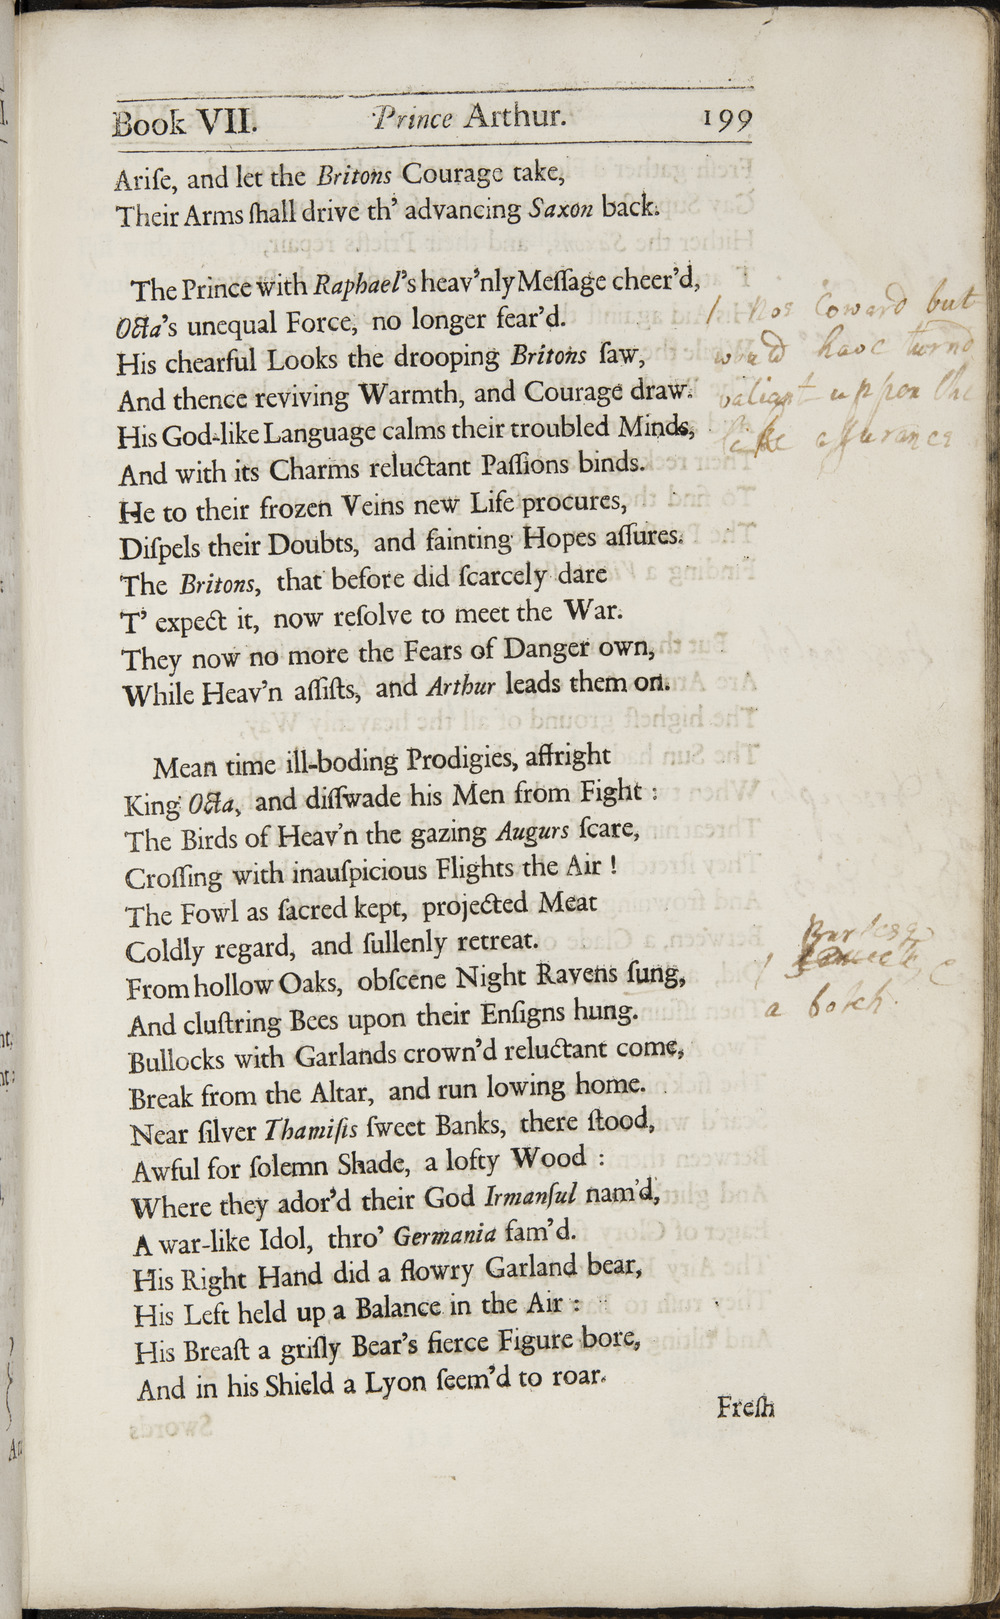 Book VII. Prince Arthur. 199
Ariſe, and let the Britons Courage take,
Their Arms ſhall drive th' advancing Saxon back.
The Prince with Raphael's heav'nly Meſſage cheer'd,
Octa's unequal Force, no longer fear'd.
His chearful Looks the drooping Britons ſaw,
And thence reviving Warmth, and Courage draw.
His God-like Language calms their troubled Minds,
And with its Charms reluctant Paſſions binds.
He to their frozen Veins new Life procures,
Diſpels their Doubts, and fainting Hopes aſſures.
The Britons, that before did ſcarcely dare
T' expect it, now reſolve to meet the War.
They now no more the Fears of Danger own,
While Heav'n aſſiſts, and Arthur leads them on.
Coward but
would have turnd
valiant uppon the
like aſſurance
Mean time ill-boding Prodigies, affright
King Octa, and diſſwade his Men from Fight :
The Birds of Heav'n the gazing Augurs ſcare,
Croſſing with inauſpicious Flights the Air !
The Fowl as ſacred kept, projected Meat
Coldly regard, and ſullenly retreat.
From hollow Oaks, obſcene Night Ravens ſung,
And cluſtring Bees upon their Enſigns hung.
Bullocks with Garlands crown'd reluctant come,
Break from the Altar, and run lowing home.
Near ſilver Thamiſis ſweet Banks, there ſtood,
Awful for ſolemn Shade, a lofty Wood :
Where they ador'd their God Irmanſul nam'd,
A war-like Idol, thro' Germania fam'd.
His Right Hand did a flowry Garland bear,
His Left held up a Balance in the Air :
His Breaſt a griſly Bear's fierce Figure bore,
And in his Shield a Lyon ſeem'd to roar.
a botch.
Freſh